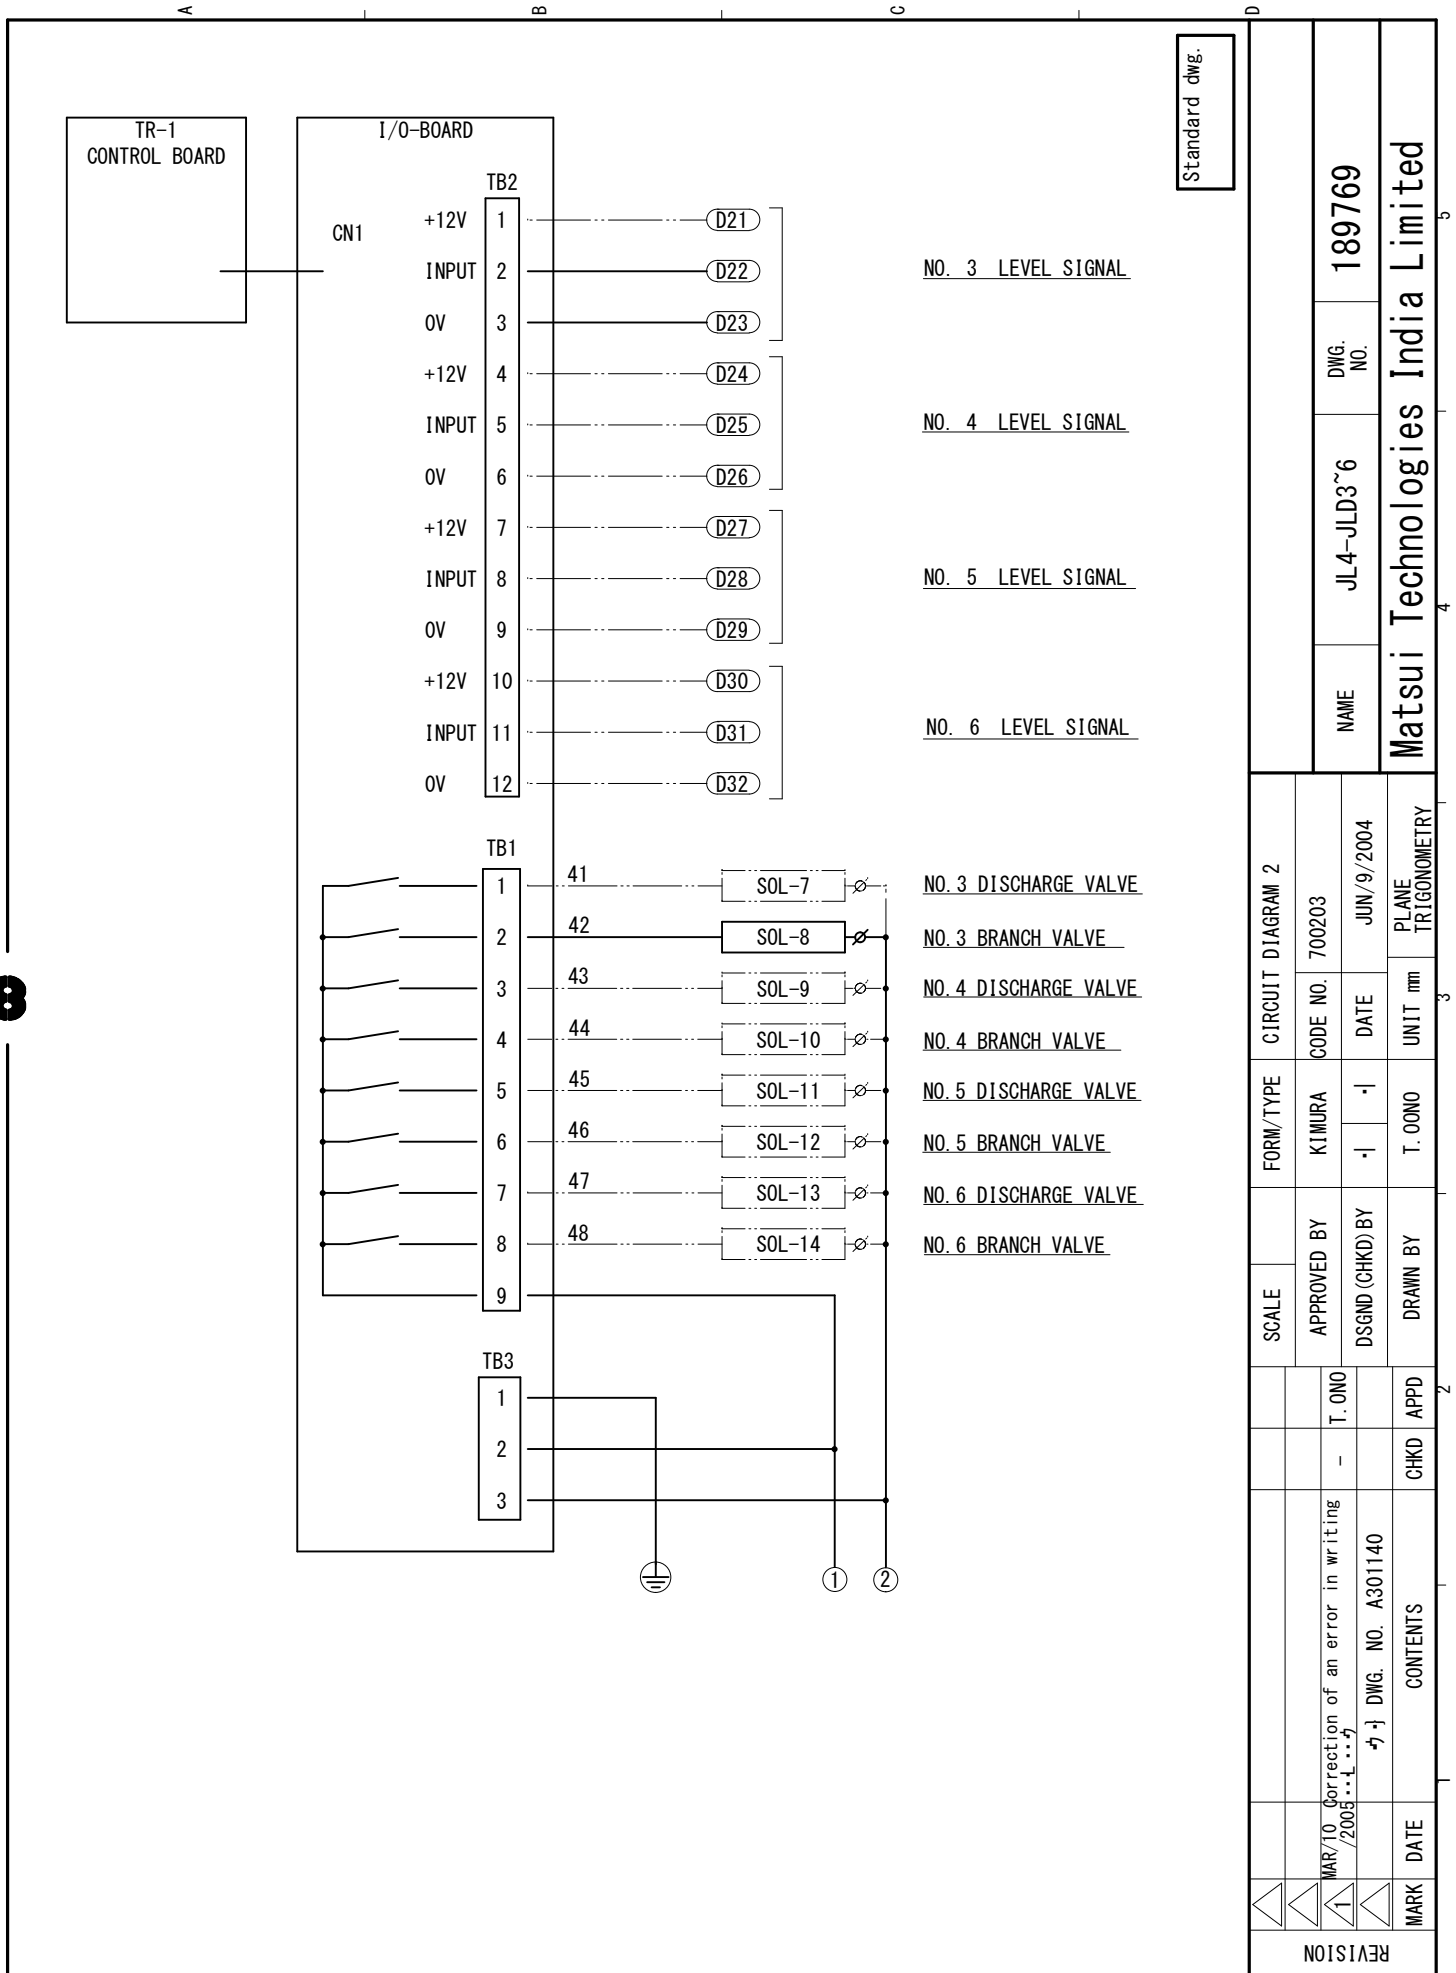 A
B
C
D
Standard dwg.
TR-1
CONTROL BOARD
I/O-BOARD
CN1
TB2
+12V 1 D21
INPUT 2 D22 NO. 3 LEVEL SIGNAL
0V 3 D23
+12V 4 D24
INPUT 5 D25 NO. 4 LEVEL SIGNAL
0V 6 D26
+12V 7 D27
INPUT 8 D28 NO. 5 LEVEL SIGNAL
0V 9 D29
+12V 10 D30
INPUT 11 D31 NO. 6 LEVEL SIGNAL
0V 12 D32
TB1
1 41 SOL-7 NO.3 DISCHARGE VALVE
2 42 SOL-8 NO.3 BRANCH VALVE
3 43 SOL-9 NO.4 DISCHARGE VALVE
4 44 SOL-10 NO.4 BRANCH VALVE
5 45 SOL-11 NO.5 DISCHARGE VALVE
6 46 SOL-12 NO.5 BRANCH VALVE
7 47 SOL-13 NO.6 DISCHARGE VALVE
8 48 SOL-14 NO.6 BRANCH VALVE
9
TB3
1
2
3
1 2
REVISION
MARK DATE CONTENTS CHKD APPD
1 MAR/10 /2005 Correction of an error in writing - T.ONO
DWG. NO. A301140
SCALE
FORM/TYPE CIRCUIT DIAGRAM 2
APPROVED BY KIMURA CODE NO. 700203
DSGND(CHKD)BY DATE JUN/9/2004
DRAWN BY T.OONO UNIT mm PLANE TRIGONOMETRY
NAME JL4-JLD3~6 DWG. NO. 189769
Matsui Technologies India Limited
1
2
3
4
5